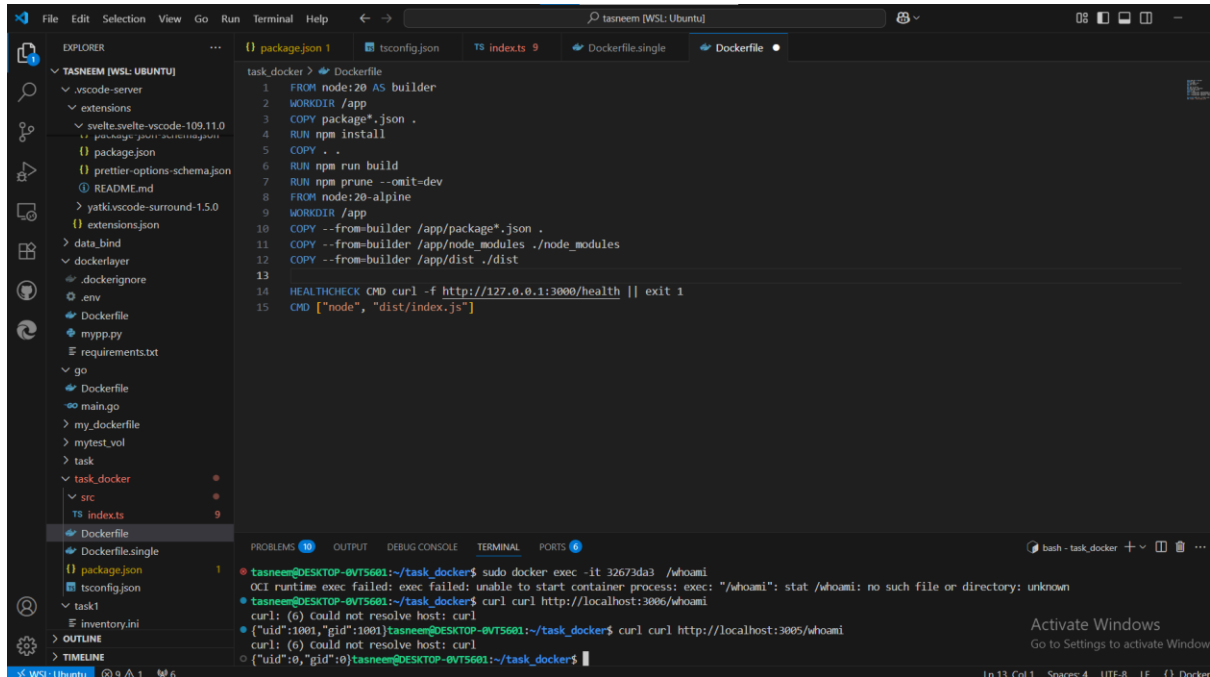 File Edit Selection View Go Run Terminal Help
tasneem [WSL: Ubuntu]
EXPLORER
TASNEEM [WSL: UBUNTU]
.vscode-server
extensions
svelte.svelte-vscode-109.11.0
package-json-schema.json
{} package.json
{} prettier-options-schema.json
README.md
yatki.vscode-surround-1.5.0
{} extensions.json
data_bind
dockerlayer
.dockerignore
.env
Dockerfile
mypp.py
requirements.txt
go
Dockerfile
main.go
my_dockerfile
mytest_vol
task
task_docker
src
TS index.ts 9
Dockerfile
Dockerfile.single
{} package.json 1
tsconfig.json
task1
inventory.ini
OUTLINE
TIMELINE
{} package.json 1 tsconfig.json TS index.ts 9 Dockerfile.single Dockerfile
task_docker > Dockerfile
1 FROM node:20 AS builder
2 WORKDIR /app
3 COPY package*.json .
4 RUN npm install
5 COPY . .
6 RUN npm run build
7 RUN npm prune --omit=dev
8 FROM node:20-alpine
9 WORKDIR /app
10 COPY --from=builder /app/package*.json .
11 COPY --from=builder /app/node_modules ./node_modules
12 COPY --from=builder /app/dist ./dist
13
14 HEALTHCHECK CMD curl -f http://127.0.0.1:3000/health || exit 1
15 CMD ["node", "dist/index.js"]
PROBLEMS 10 OUTPUT DEBUG CONSOLE TERMINAL PORTS 6
bash - task_docker
tasneem@DESKTOP-0VT5601:~/task_docker$ sudo docker exec -it 32673da3 /whoami
OCI runtime exec failed: exec failed: unable to start container process: exec: "/whoami": stat /whoami: no such file or directory: unknown
tasneem@DESKTOP-0VT5601:~/task_docker$ curl curl http://localhost:3006/whoami
curl: (6) Could not resolve host: curl
{"uid":1001,"gid":1001}tasneem@DESKTOP-0VT5601:~/task_docker$ curl curl http://localhost:3005/whoami
curl: (6) Could not resolve host: curl
{"uid":0,"gid":0}tasneem@DESKTOP-0VT5601:~/task_docker$
Activate Windows
Go to Settings to activate Window
WSL: Ubuntu 9 1 6
Ln 13, Col 1 Spaces: 4 UTF-8 LF {} Docker